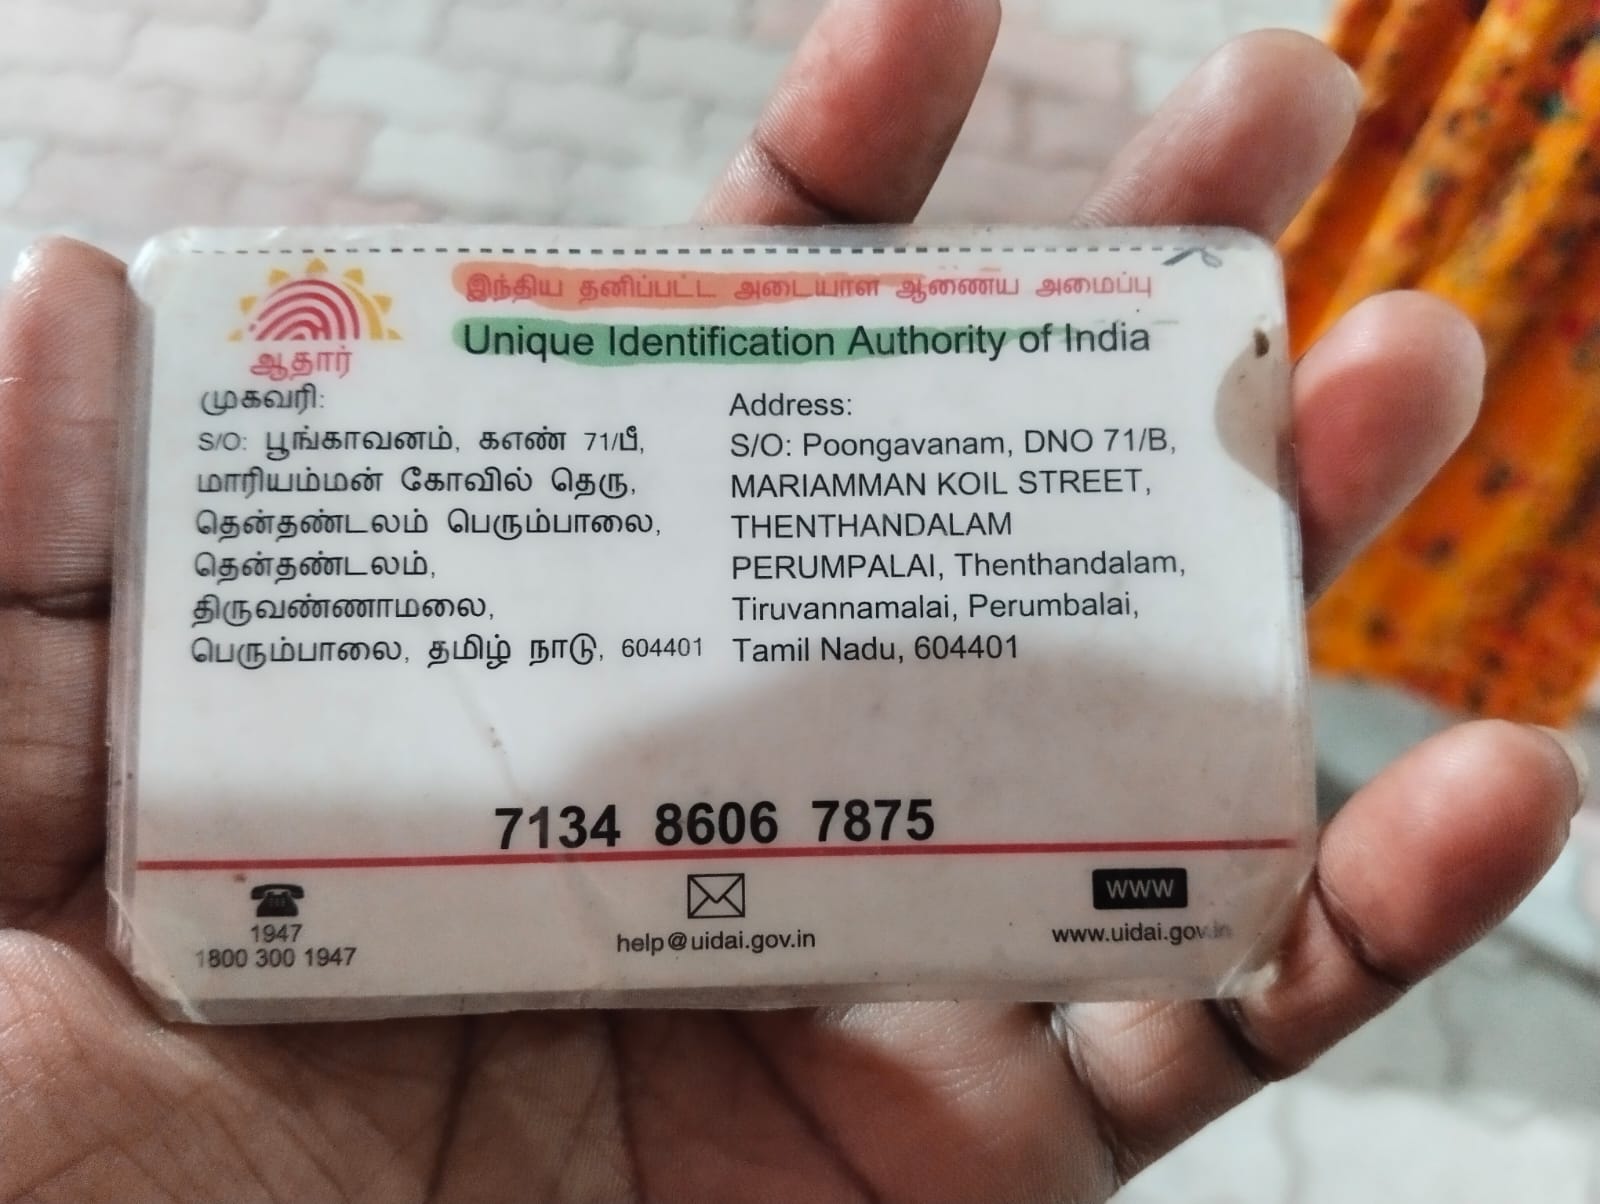 இந்திய தனிப்பட்ட அடையாள ஆணைய அமைப்பு
Unique Identification Authority of India
ஆதார்
முகவரி:
S/O: பூங்காவனம், கஎண் 71/பீ,
மாரியம்மன் கோவில் தெரு,
தென்தண்டலம் பெரும்பாலை,
தென்தண்டலம்,
திருவண்ணாமலை,
பெரும்பாலை, தமிழ் நாடு, 604401
Address:
S/O: Poongavanam, DNO 71/B,
MARIAMMAN KOIL STREET,
THENTHANDALAM
PERUMPALAI, Thenthandalam,
Tiruvannamalai, Perumbalai,
Tamil Nadu, 604401
7134 8606 7875
1947
1800 300 1947
help@uidai.gov.in
WWW
www.uidai.gov.in